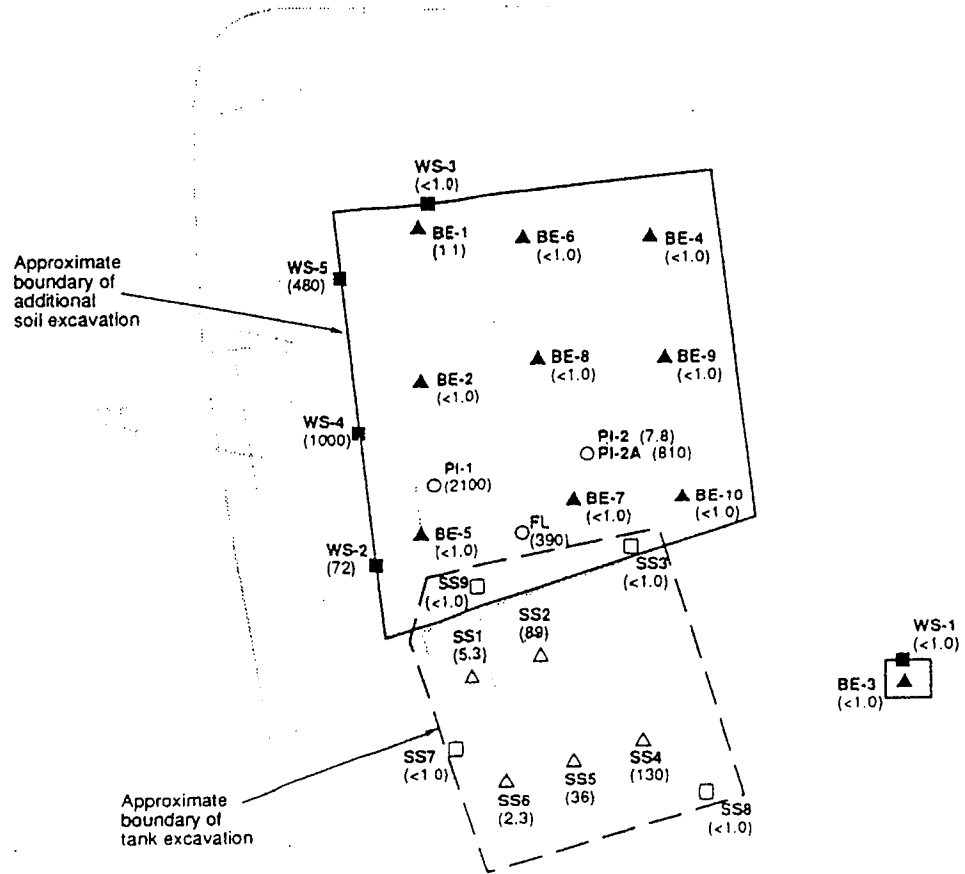 WS-3
(<1.0)
BE-1
(1 1)
BE-6
(<1.0)
BE-4
(<1.0)
Approximate
boundary of
additional
soil excavation
WS-5
(480)
BE-8
(<1.0)
BE-9
(<1.0)
BE-2
(<1.0)
WS-4
(1000)
PI-2 (7.8)
PI-2A (810)
PI-1
(2100)
BE-7
(<1.0)
BE-10
(<1.0)
FL
(390)
BE-5
(<1.0)
WS-2
(72)
SS3
(<1.0)
SS9
(<1.0)
SS2
(89)
SS1
(5.3)
WS-1
(<1.0)
BE-3
(<1.0)
SS7
(<1 0)
SS4
(130)
SS5
(36)
SS6
(2.3)
SS8
(<1.0)
Approximate
boundary of
tank excavation